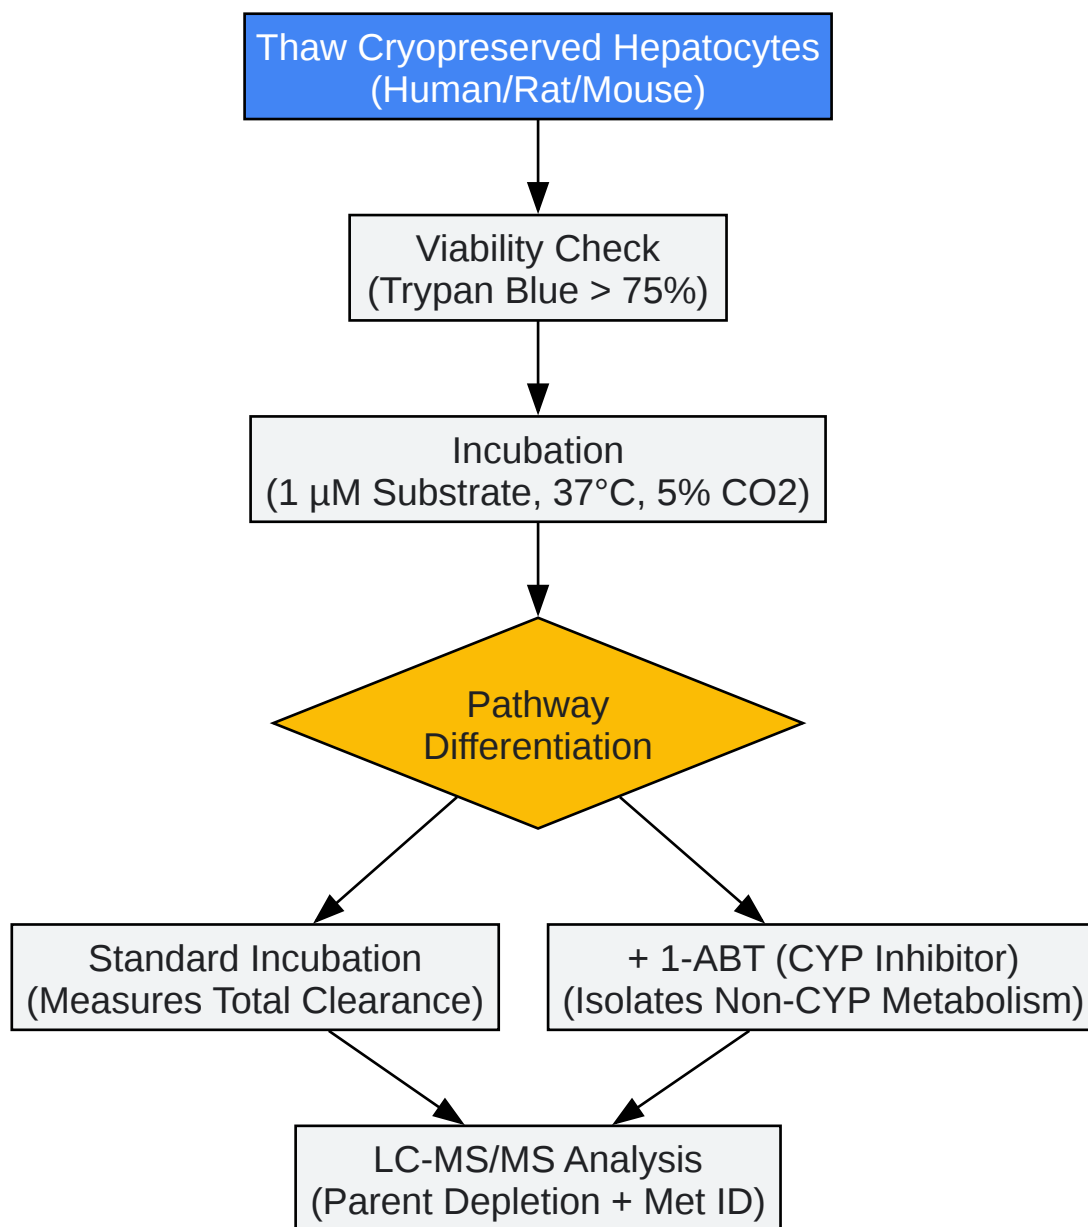 Thaw Cryopreserved Hepatocytes
(Human/Rat/Mouse)
Viability Check
(Trypan Blue > 75%)
Incubation
(1 µM Substrate, 37°C, 5% CO2)
Pathway
Differentiation
Standard Incubation
(Measures Total Clearance)
+ 1-ABT (CYP Inhibitor)
(Isolates Non-CYP Metabolism)
LC-MS/MS Analysis
(Parent Depletion + Met ID)